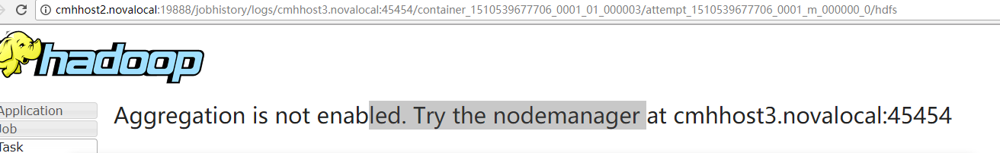 cmhhost2.novalocal:19888/jobhistory/logs/cmhhost3.novalocal:45454/container_1510539677706_0001_01_000003/attempt_1510539677706_0001_m_000000_0/hdfs
hadoop
Application
Job
Task
Aggregation is not enabled. Try the nodemanager at cmhhost3.novalocal:45454